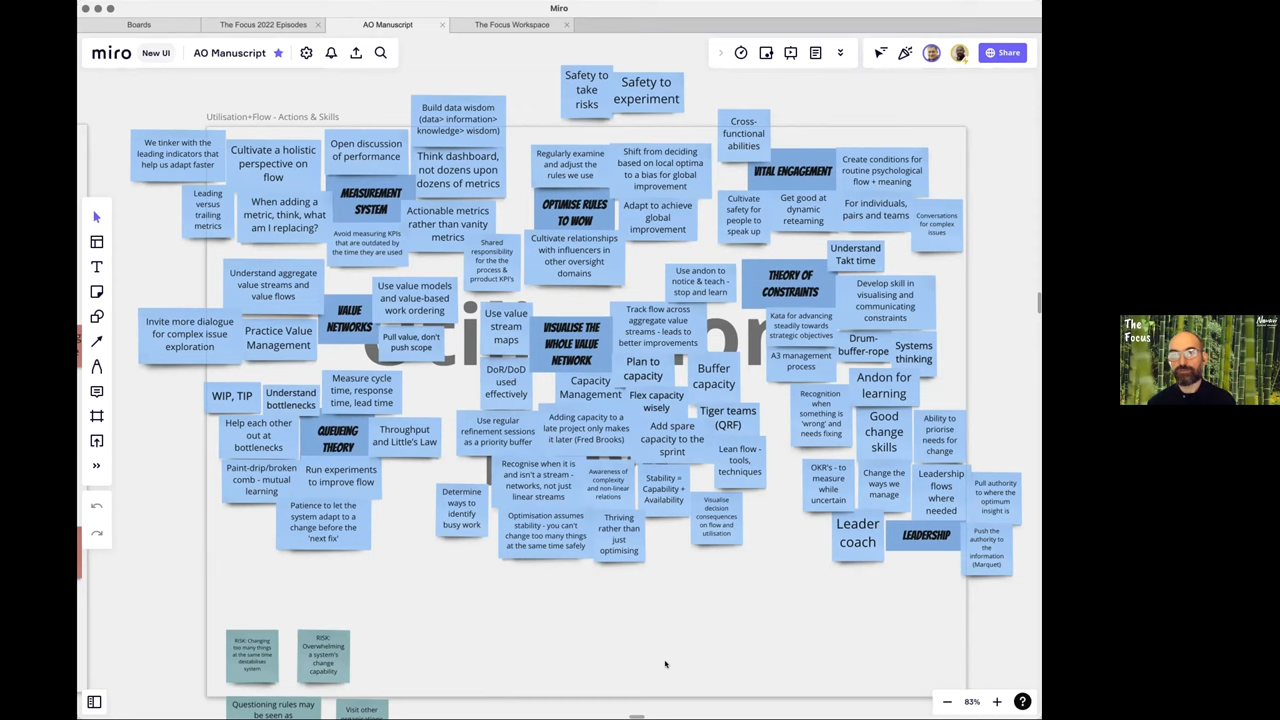 Miro
Boards
The Focus 2022 Episodes
AO Manuscript
The Focus Workspace
miro
New UI
AO Manuscript
Share
Utilisation+Flow - Actions & Skills
Safety to
take
risks
Safety to
experiment
We tinker with the
leading indicators that
help us adapt faster
Cultivate a holistic
perspective on
flow
Open discussion
of performance
Build data wisdom
(data> information>
knowledge> wisdom)
Think dashboard,
not dozens upon
dozens of metrics
Leading
versus
trailing
metrics
When adding a
metric, think, what
am I replacing?
MEASUREMENT
SYSTEM
Actionable metrics
rather than vanity
metrics
Avoid measuring KPIs
that are outdated by
the time they are used
Shared
responsibility
for the the
process &
prroduct KPI's
Regularly examine
and adjust the
rules we use
Shift from deciding
based on local optima
to a bias for global
improvement
OPTIMISE RULES
TO WOW
Adapt to achieve
global
improvement
Cultivate relationships
with influencers in
other oversight
domains
Cross-
functional
abilities
VITAL ENGAGEMENT
Create conditions for
routine psychological
flow + meaning
Cultivate
safety for
people to
speak up
Get good at
dynamic
reteaming
For individuals,
pairs and teams
Conversations
for complex
issues
Understand
Takt time
Understand aggregate
value streams and
value flows
Use value models
and value-based
work ordering
VALUE
NETWORKS
Invite more dialogue
for complex issue
exploration
Practice Value
Management
Pull value, don't
push scope
Use value
stream
maps
VISUALISE THE
WHOLE VALUE
NETWORK
Track flow across
aggregate value
streams - leads to
better improvements
Use andon to
notice & teach -
stop and learn
THEORY OF
CONSTRAINTS
Develop skill in
visualising and
communicating
constraints
Kata for advancing
steadily towards
strategic objectives
Drum-
buffer-rope
Systems
thinking
A3 management
process
DoR/DoD
used
effectively
Capacity
Management
Plan to
capacity
Buffer
capacity
Flex capacity
wisely
Tiger teams
(QRF)
Andon for
learning
WIP, TIP
Understand
bottlenecks
Measure cycle
time, response
time, lead time
Help each other
out at
bottlenecks
QUEUEING
THEORY
Throughput
and Little's Law
Paint-drip/broken
comb - mutual
learning
Run experiments
to improve flow
Patience to let the
system adapt to a
change before the
'next fix'
Use regular
refinement sessions
as a priority buffer
Adding capacity to a
late project only makes
it later (Fred Brooks)
Add spare
capacity to the
sprint
Lean flow -
tools,
techniques
Recognise when it is
and isn't a stream -
networks, not just
linear streams
Awareness of
complexity
and non-linear
relations
Stability =
Capability +
Availability
Visualise
decision
consequences
on flow and
utilisation
Determine
ways to
identify
busy work
Optimisation assumes
stability - you can't
change too many things
at the same time safely
Thriving
rather than
just
optimising
Recognition
when
something is
'wrong' and
needs fixing
Good
change
skills
Ability to
priorise
needs for
change
OKR's - to
measure
while
uncertain
Change the
ways we
manage
Leadership
flows
where
needed
Pull authority
to where the
optimum
insight is
Leader
coach
LEADERSHIP
Push the
authority to
the
information
(Marquet)
RISK: Changing
too many things
at the same time
destabilises
system
RISK:
Overwhelming
a system's
change
capability
Questioning rules may
be seen as
Visit other
83%
The
Focus